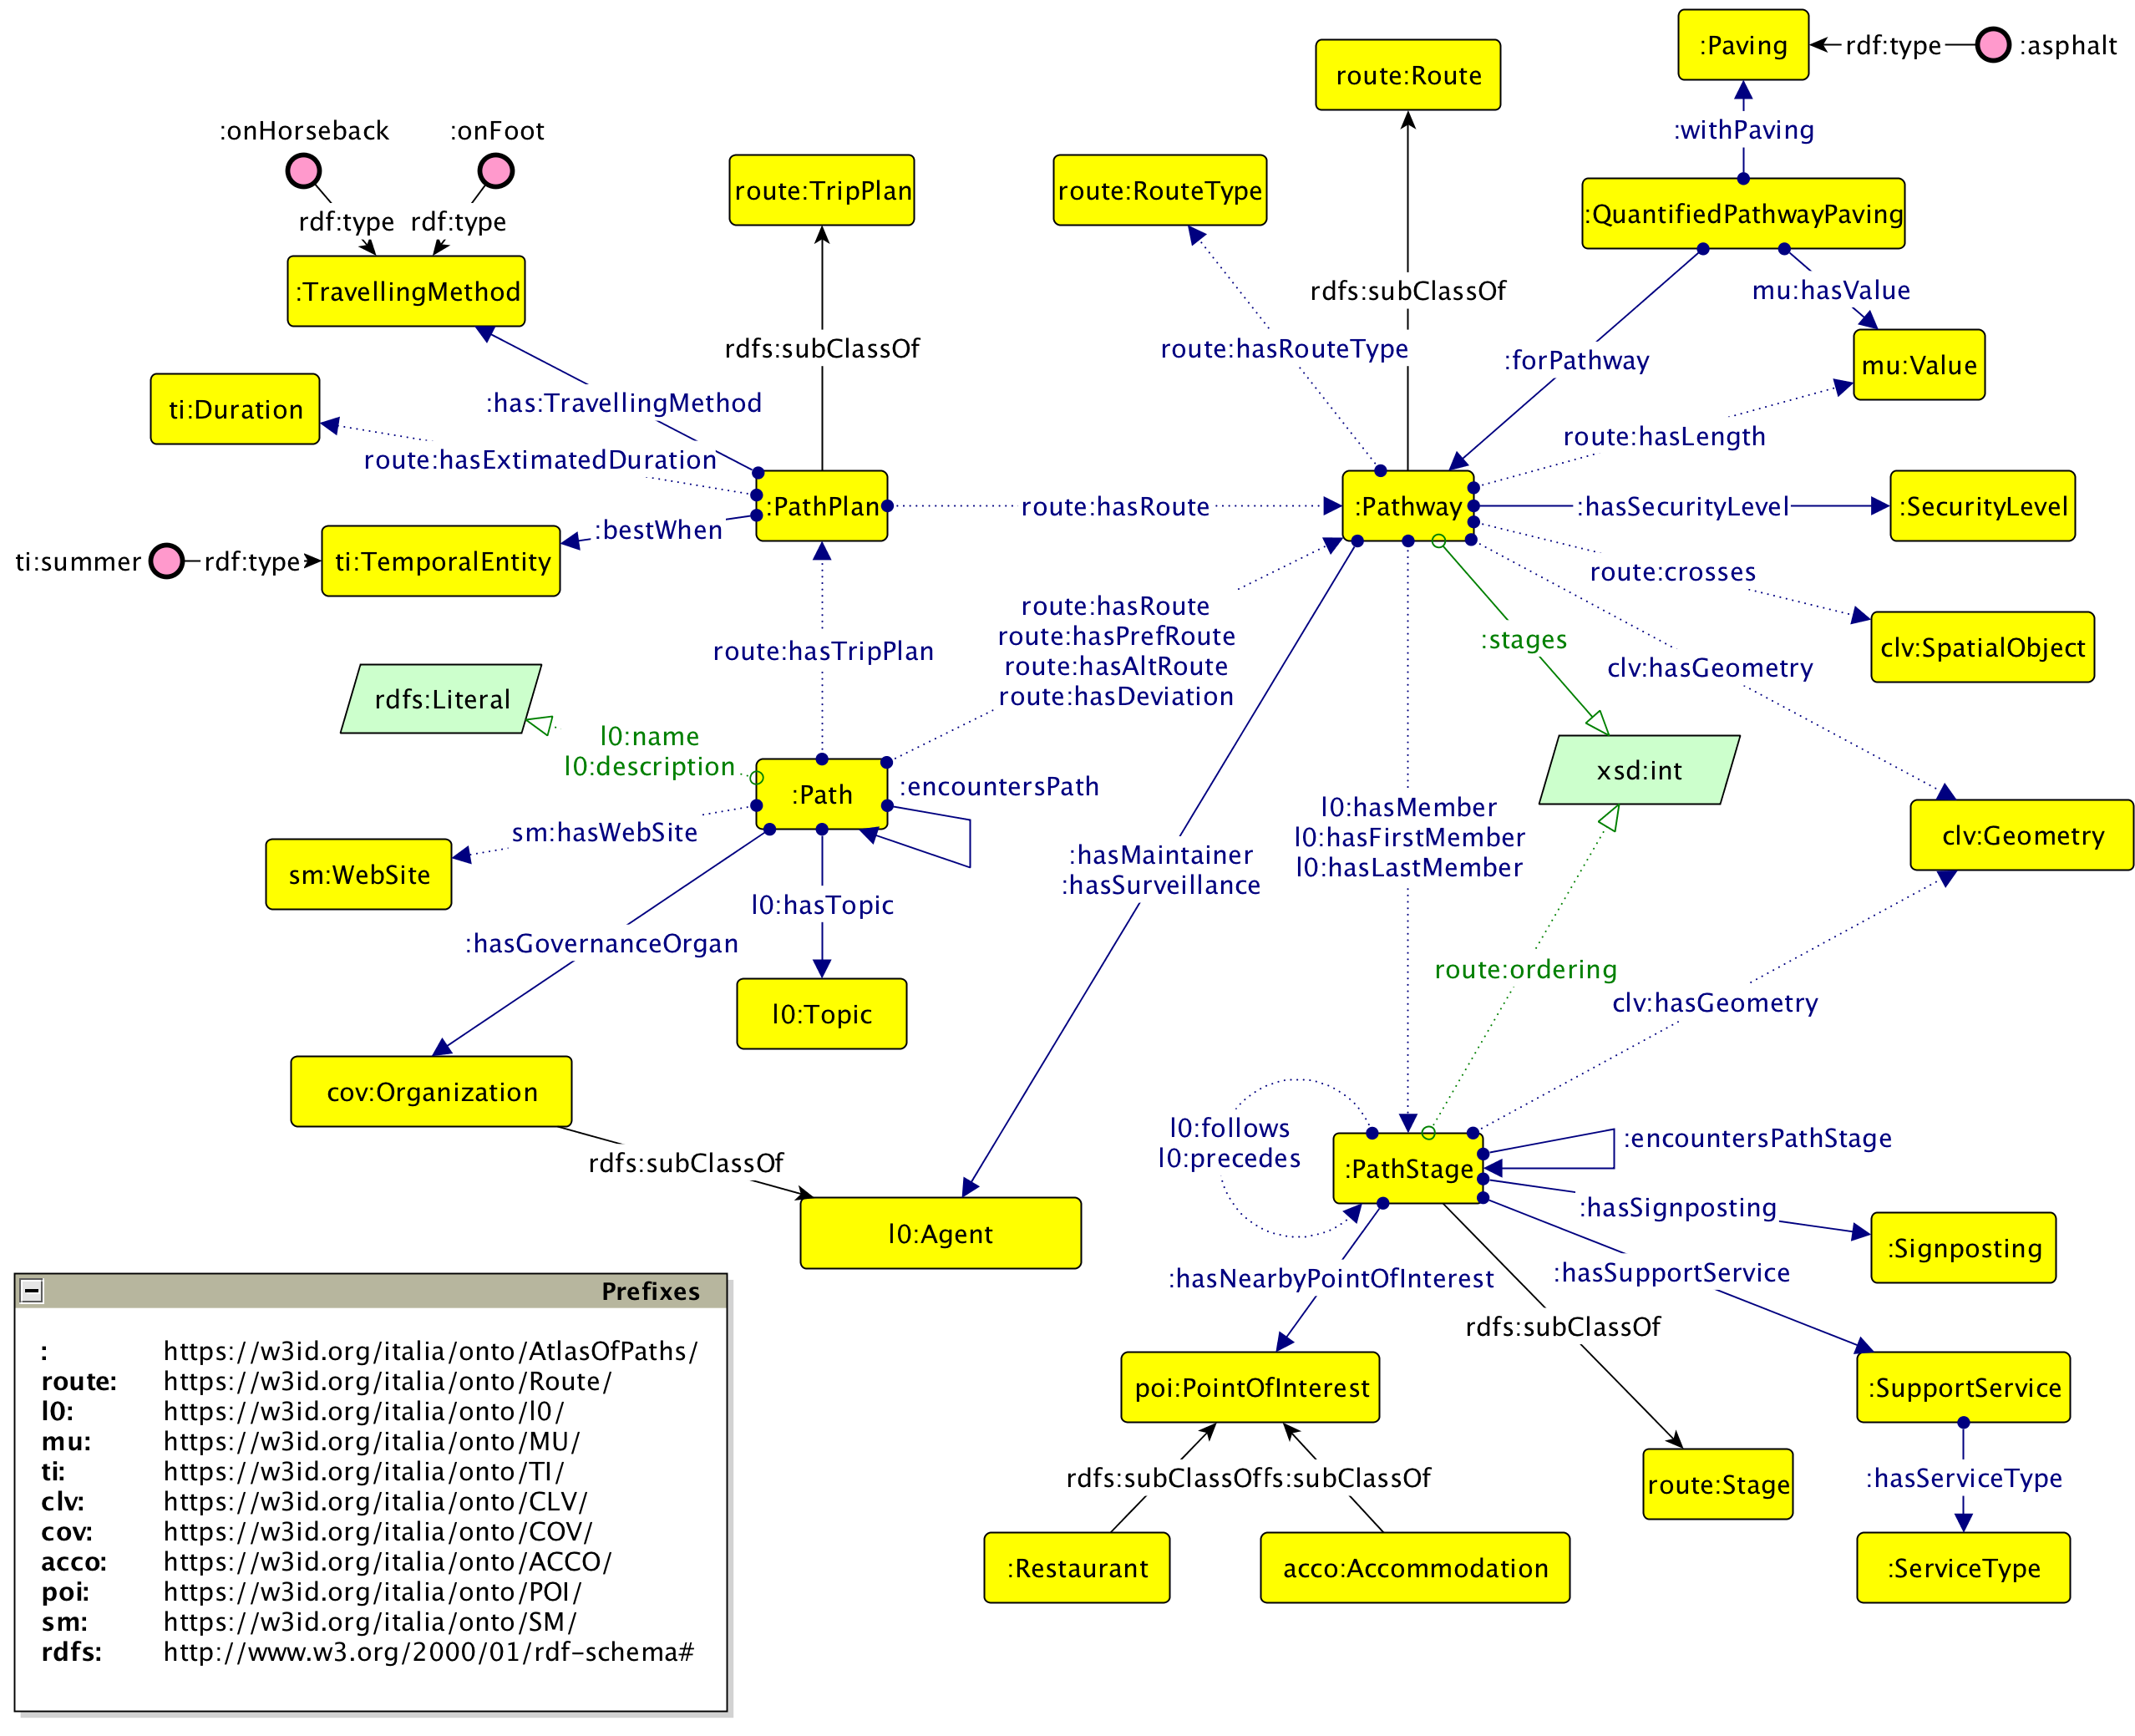 :Paving
rdf:type
:asphalt
route:Route
:withPaving
:onHorseback
:onFoot
rdf:type
rdf:type
route:TripPlan
route:RouteType
:QuantifiedPathwayPaving
:TravellingMethod
rdfs:subClassOf
rdfs:subClassOf
route:hasRouteType
mu:hasValue
:forPathway
mu:Value
ti:Duration
:has:TravellingMethod
route:hasLength
route:hasExtimatedDuration
:PathPlan
route:hasRoute
:Pathway
:hasSecurityLevel
:SecurityLevel
:bestWhen
ti:summer
rdf:type
ti:TemporalEntity
route:crosses
clv:SpatialObject
route:hasRoute
route:hasPrefRoute
route:hasAltRoute
route:hasDeviation
:stages
route:hasTripPlan
clv:hasGeometry
rdfs:Literal
l0:name
l0:description
xsd:int
:Path
:encountersPath
sm:hasWebSite
sm:WebSite
l0:hasMember
l0:hasFirstMember
l0:hasLastMember
clv:Geometry
:hasMaintainer
:hasSurveillance
l0:hasTopic
:hasGovernanceOrgan
route:ordering
clv:hasGeometry
l0:Topic
cov:Organization
l0:follows
l0:precedes
:PathStage
:encountersPathStage
rdfs:subClassOf
:hasSignposting
:Signposting
l0:Agent
:hasNearbyPointOfInterest
:hasSupportService
rdfs:subClassOf
poi:PointOfInterest
:SupportService
rdfs:subClassOf
fs:subClassOf
route:Stage
:hasServiceType
:Restaurant
acco:Accommodation
:ServiceType
Prefixes
: https://w3id.org/italia/onto/AtlasOfPaths/
route: https://w3id.org/italia/onto/Route/
l0: https://w3id.org/italia/onto/l0/
mu: https://w3id.org/italia/onto/MU/
ti: https://w3id.org/italia/onto/TI/
clv: https://w3id.org/italia/onto/CLV/
cov: https://w3id.org/italia/onto/COV/
acco: https://w3id.org/italia/onto/ACCO/
poi: https://w3id.org/italia/onto/POI/
sm: https://w3id.org/italia/onto/SM/
rdfs: http://www.w3.org/2000/01/rdf-schema#